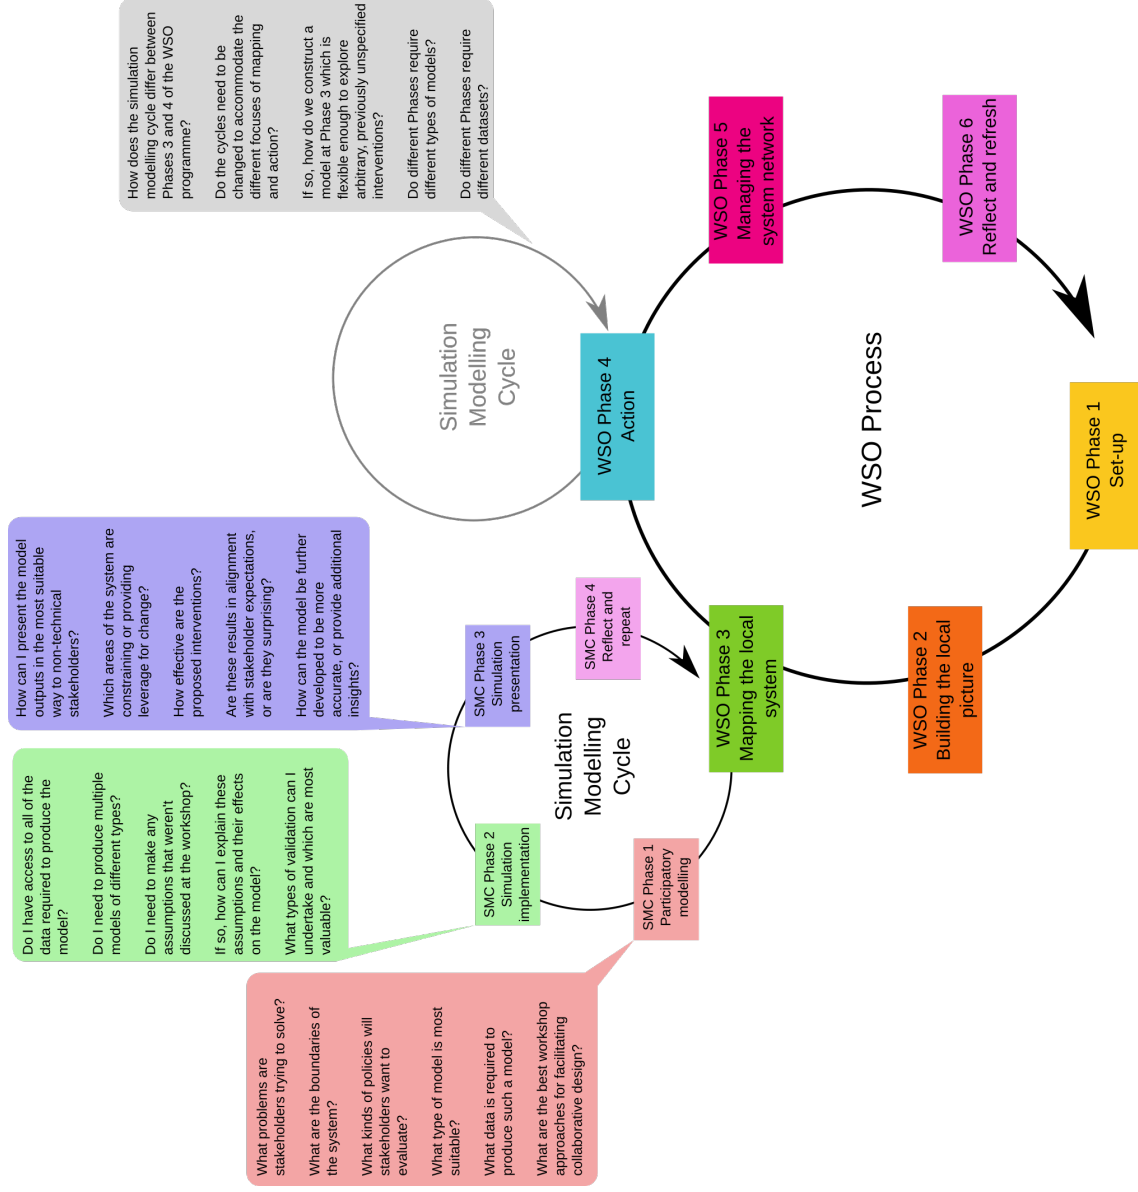 What problems are
stakeholders trying to solve?
What are the boundaries of
the system?
What kinds of policies will
stakeholders want to
evaluate?
What type of model is most
suitable?
What data is required to
produce such a model?
What are the best workshop
approaches for facilitating
collaborative design?
Do I have access to all of the
data required to produce the
model?
Do I need to produce multiple
models of different types?
Do I need to make any
assumptions that weren't
discussed at the workshop?
If so, how can I explain these
assumptions and their effects
on the model?
What types of validation can I
undertake and which are most
valuable?
How can I present the model
outputs in the most suitable
way to non-technical
stakeholders?
Which areas of the system are
constraining or providing
leverage for change?
How effective are the
proposed interventions?
Are these results in alignment
with stakeholder expectations,
or are they surprising?
How can the model be further
developed to be more
accurate, or provide additional
insights?
How does the simulation
modelling cycle differ between
Phases 3 and 4 of the WSO
programme?
Do the cycles need to be
changed to accommodate the
different focuses of mapping
and action?
If so, how do we construct a
model at Phase 3 which is
flexible enough to explore
arbitrary, previously unspecified
interventions?
Do different Phases require
different types of models?
Do different Phases require
different datasets?
SMC Phase 1
Participatory
modelling
SMC Phase 2
Simulation
implementation
SMC Phase 3
Simulation
presentation
SMC Phase 4
Reflect and
repeat
Simulation
Modelling
Cycle
Simulation
Modelling
Cycle
WSO Phase 1
Set-up
WSO Phase 2
Building the local
picture
WSO Phase 3
Mapping the local
system
WSO Phase 4
Action
WSO Phase 5
Managing the
system network
WSO Phase 6
Reflect and refresh
WSO Process